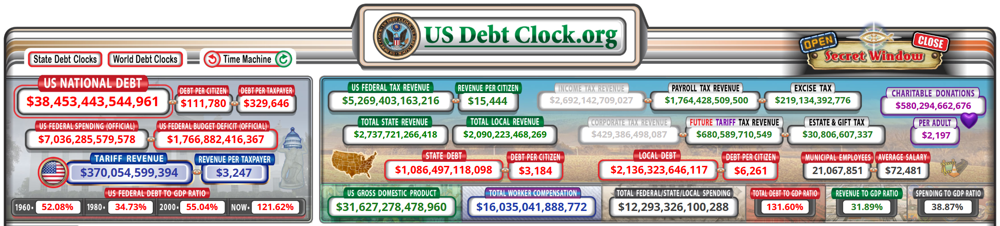 US Debt Clock.org
OPEN
CLOSE
Secret Window
State Debt Clocks
World Debt Clocks
Time Machine
US NATIONAL DEBT
$38,453,443,544,961
DEBT PER CITIZEN
$111,780
DEBT PER TAXPAYER
$329,646
US FEDERAL SPENDING (OFFICIAL)
$7,036,285,579,578
US FEDERAL BUDGET DEFICIT (OFFICIAL)
$1,766,882,416,367
TARIFF REVENUE
$370,054,599,394
REVENUE PER TAXPAYER
$3,247
US FEDERAL DEBT TO GDP RATIO
1960• 52.08% 1980• 34.73% 2000• 55.04% NOW• 121.62%
US FEDERAL TAX REVENUE
$5,269,403,163,216
REVENUE PER CITIZEN
$15,444
INCOME TAX REVENUE
$2,692,142,709,027
PAYROLL TAX REVENUE
$1,764,428,509,500
EXCISE TAX
$219,134,392,776
CHARITABLE DONATIONS
$580,294,662,676
TOTAL STATE REVENUE
$2,737,721,266,418
TOTAL LOCAL REVENUE
$2,090,223,468,269
CORPORATE TAX REVENUE
$429,386,498,087
FUTURE TARIFF TAX REVENUE
$680,589,710,549
ESTATE & GIFT TAX
$30,806,607,337
PER ADULT
$2,197
STATE DEBT
$1,086,497,118,098
DEBT PER CITIZEN
$3,184
LOCAL DEBT
$2,136,323,646,117
DEBT PER CITIZEN
$6,261
MUNICIPAL EMPLOYEES
21,067,851
AVERAGE SALARY
$72,481
US GROSS DOMESTIC PRODUCT
$31,627,278,478,960
TOTAL WORKER COMPENSATION
$16,035,041,888,772
TOTAL FEDERAL/STATE/LOCAL SPENDING
$12,293,326,100,288
TOTAL DEBT TO GDP RATIO
131.60%
REVENUE TO GDP RATIO
31.89%
SPENDING TO GDP RATIO
38.87%